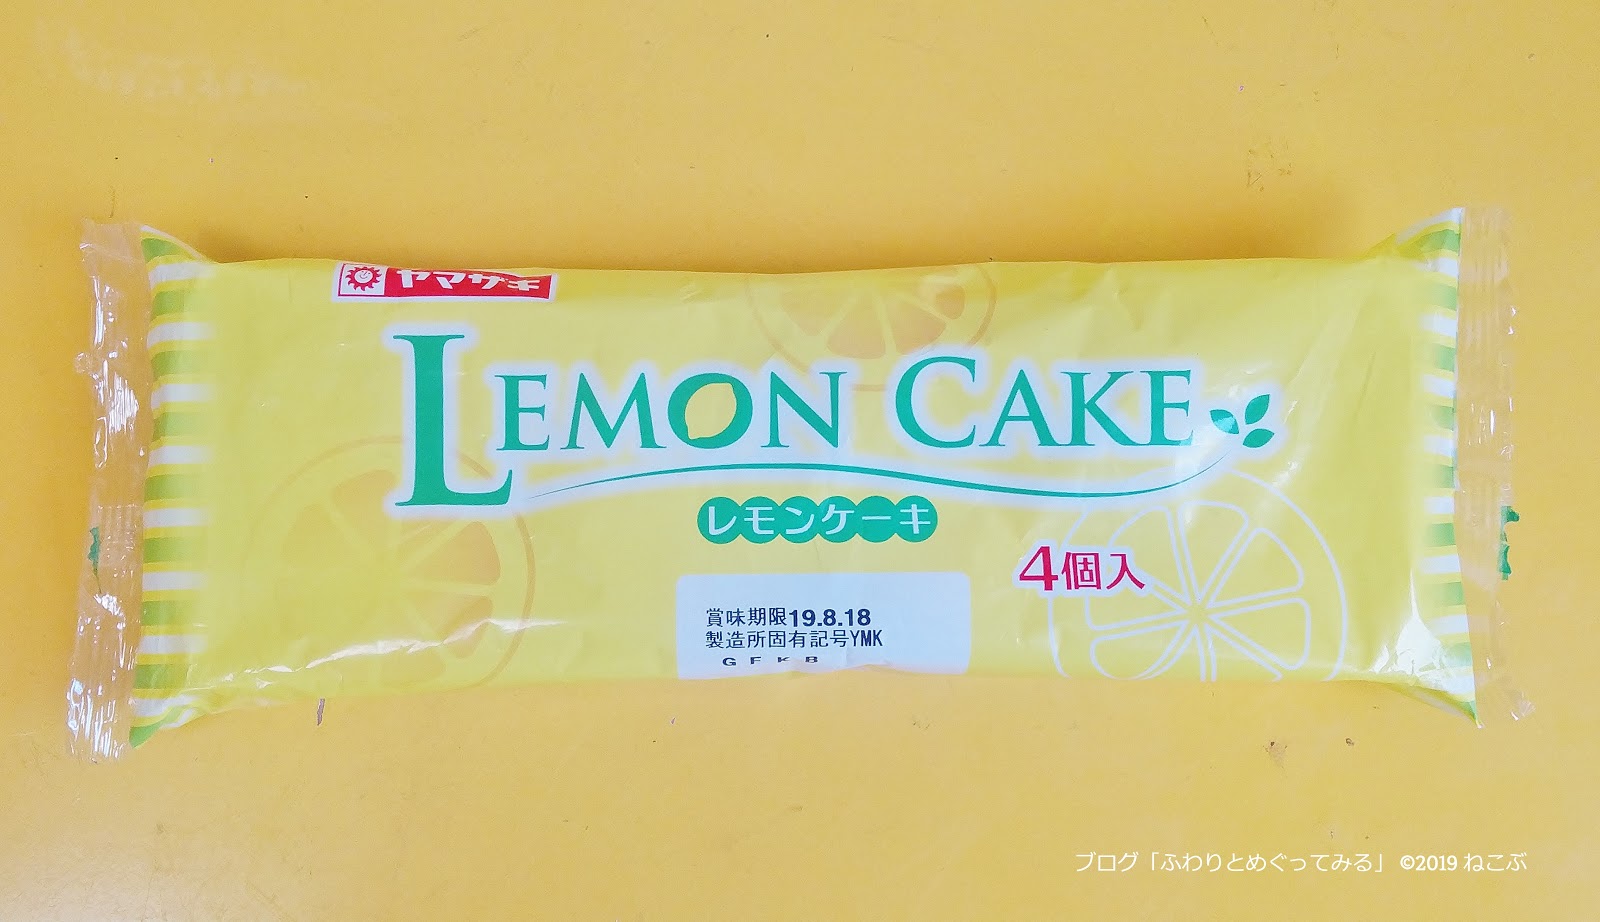 ヤマザキ
LEMON CAKE
レモンケーキ
4個入
賞味期限19.8.18
製造所固有記号YMK
G F K B
ブログ「ふわりとめぐってみる」 ©2019 ねこぶ